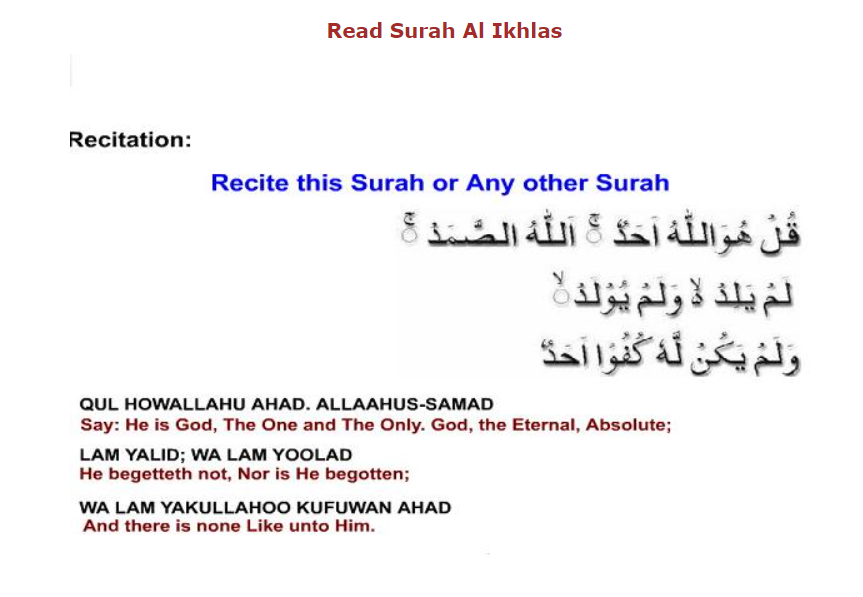 Read Surah Al Ikhlas
Recitation:
Recite this Surah or Any other Surah
قُلْ هُوَاللّٰهُ اَحَدٌ ۚ اَللّٰهُ الصَّمَدُ ۚ
لَمْ يَلِدْ ۙ وَلَمْ يُوْلَدْ ۙ
وَلَمْ يَكُنْ لَّهٗ كُفُوًا اَحَدٌ
QUL HOWALLAHU AHAD. ALLAAHUS-SAMAD
Say: He is God, The One and The Only. God, the Eternal, Absolute;
LAM YALID; WA LAM YOOLAD
He begetteth not, Nor is He begotten;
WA LAM YAKULLAHOO KUFUWAN AHAD
And there is none Like unto Him.